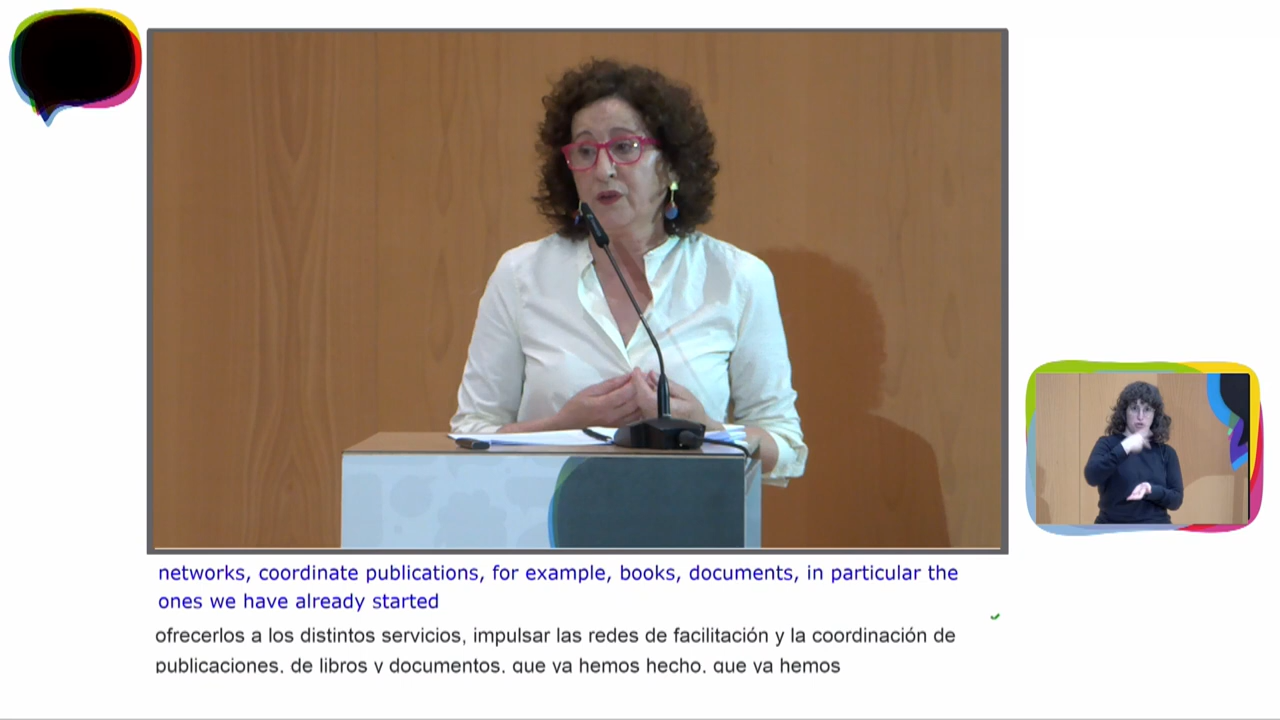 networks, coordinate publications, for example, books, documents, in particular the
ones we have already started
ofrecerlos a los distintos servicios, impulsar las redes de facilitación y la coordinación de
publicaciones, de libros y documentos, que ya hemos hecho, que ya hemos